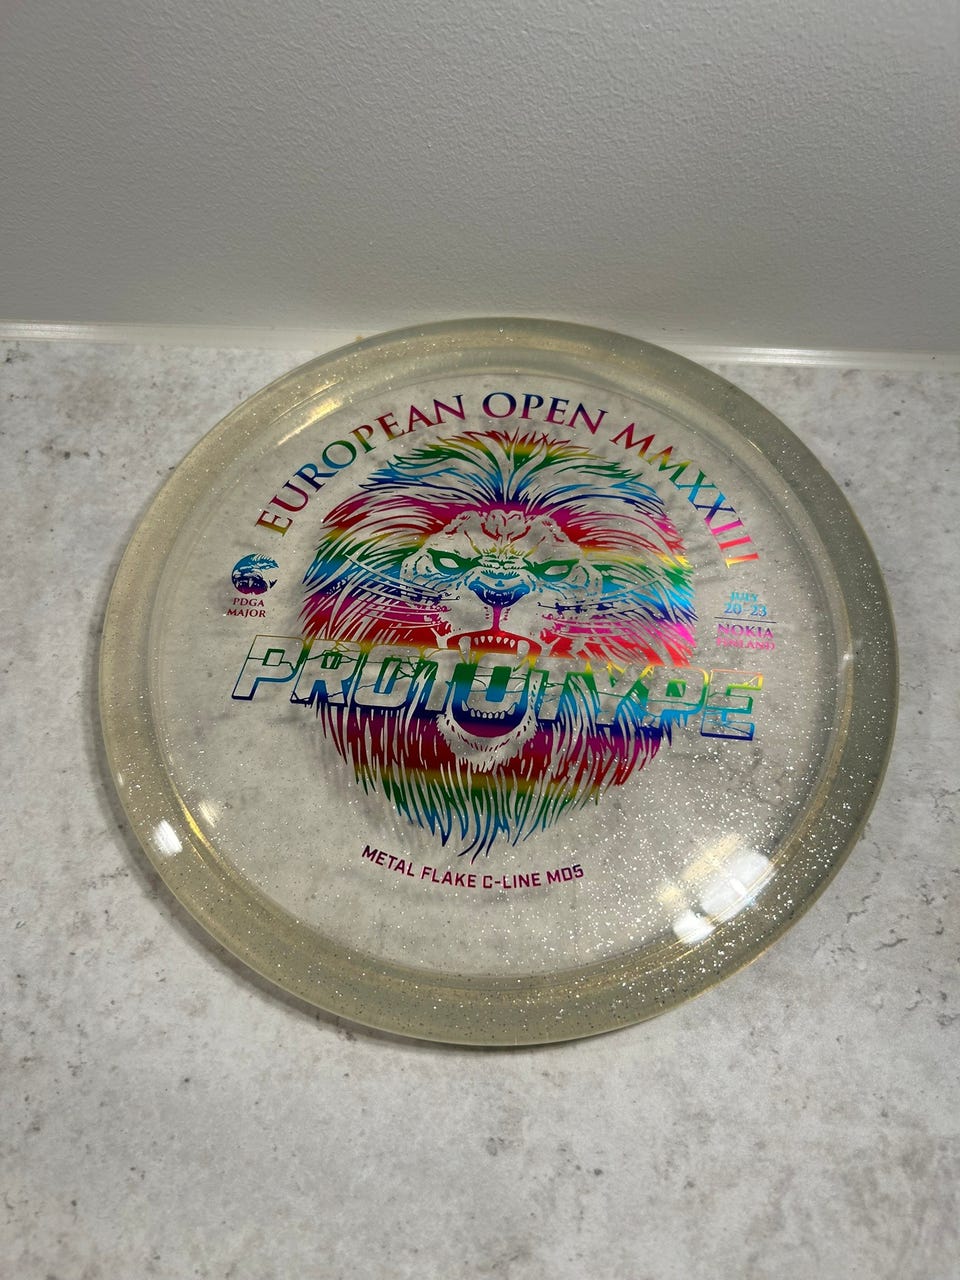 EUROPEAN OPEN MMXXIII
PDGA
MAJOR
JULY
20 23
NOKIA
FINLAND
PROTOTYPE
METAL FLAKE C-LINE MD5